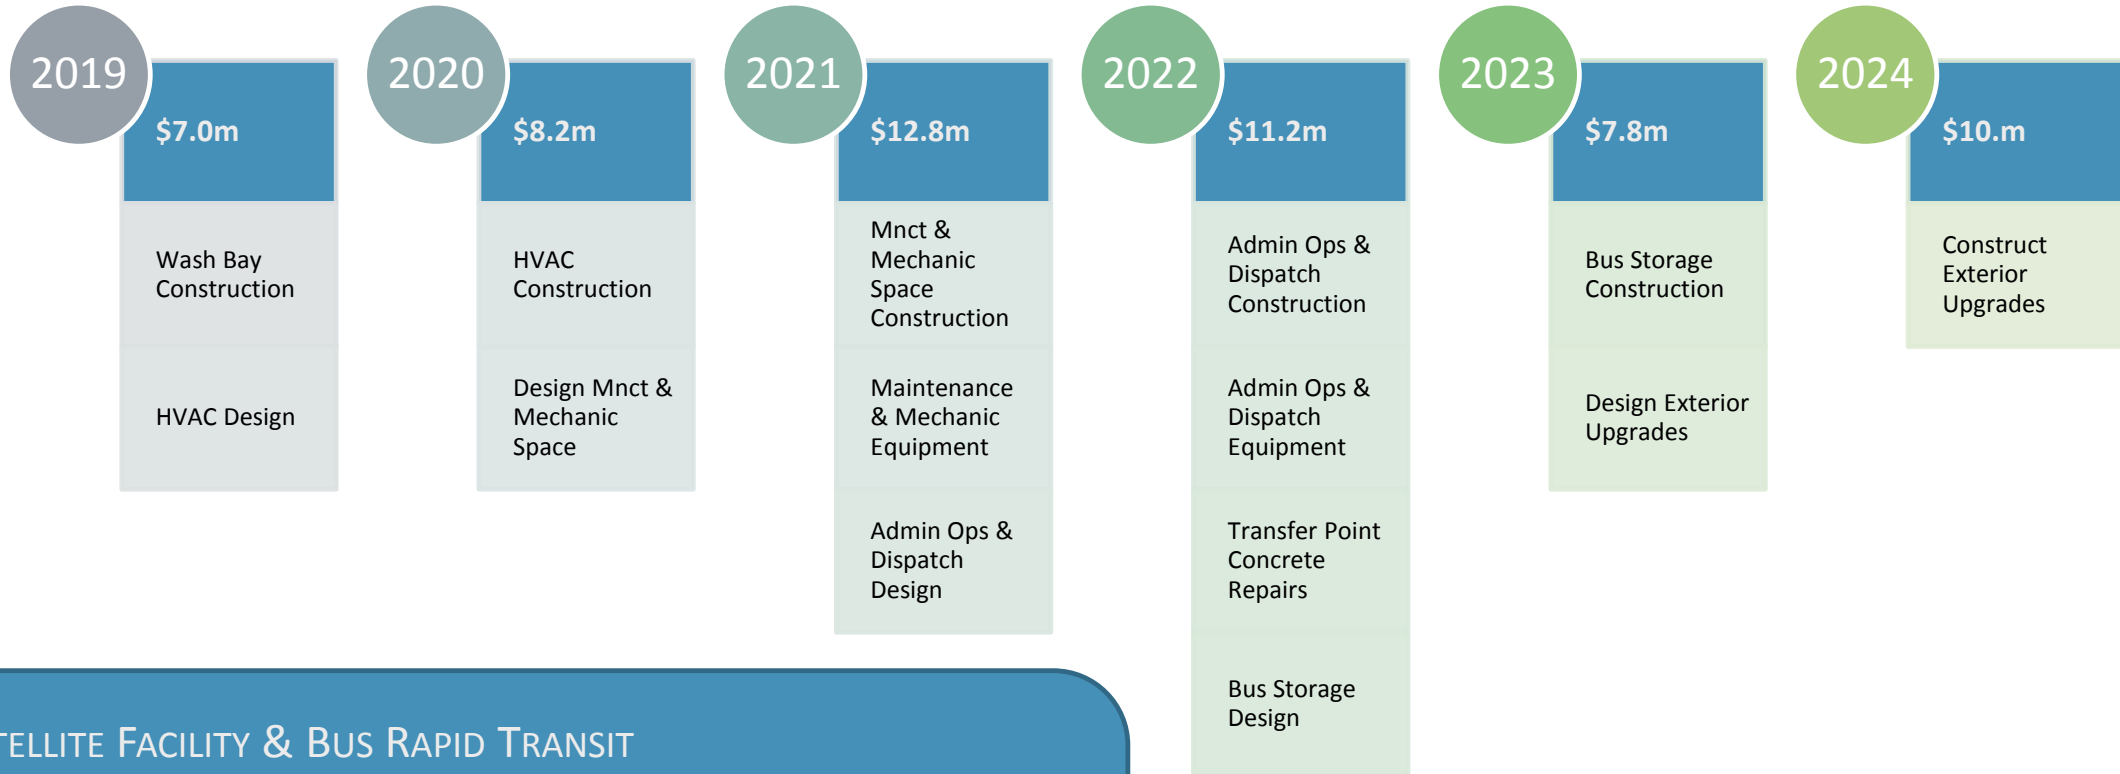 2019
$7.0m
Wash Bay
Construction
HVAC Design
2020
$8.2m
HVAC
Construction
Design Mnct &
Mechanic
Space
2021
$12.8m
Mnct &
Mechanic
Space
Construction
Maintenance
& Mechanic
Equipment
Admin Ops &
Dispatch
Design
2022
$11.2m
Admin Ops &
Dispatch
Construction
Admin Ops &
Dispatch
Equipment
Transfer Point
Concrete
Repairs
Bus Storage
Design
2023
$7.8m
Bus Storage
Construction
Design Exterior
Upgrades
2024
$10.m
Construct
Exterior
Upgrades
TELLITE FACILITY & BUS RAPID TRANSIT